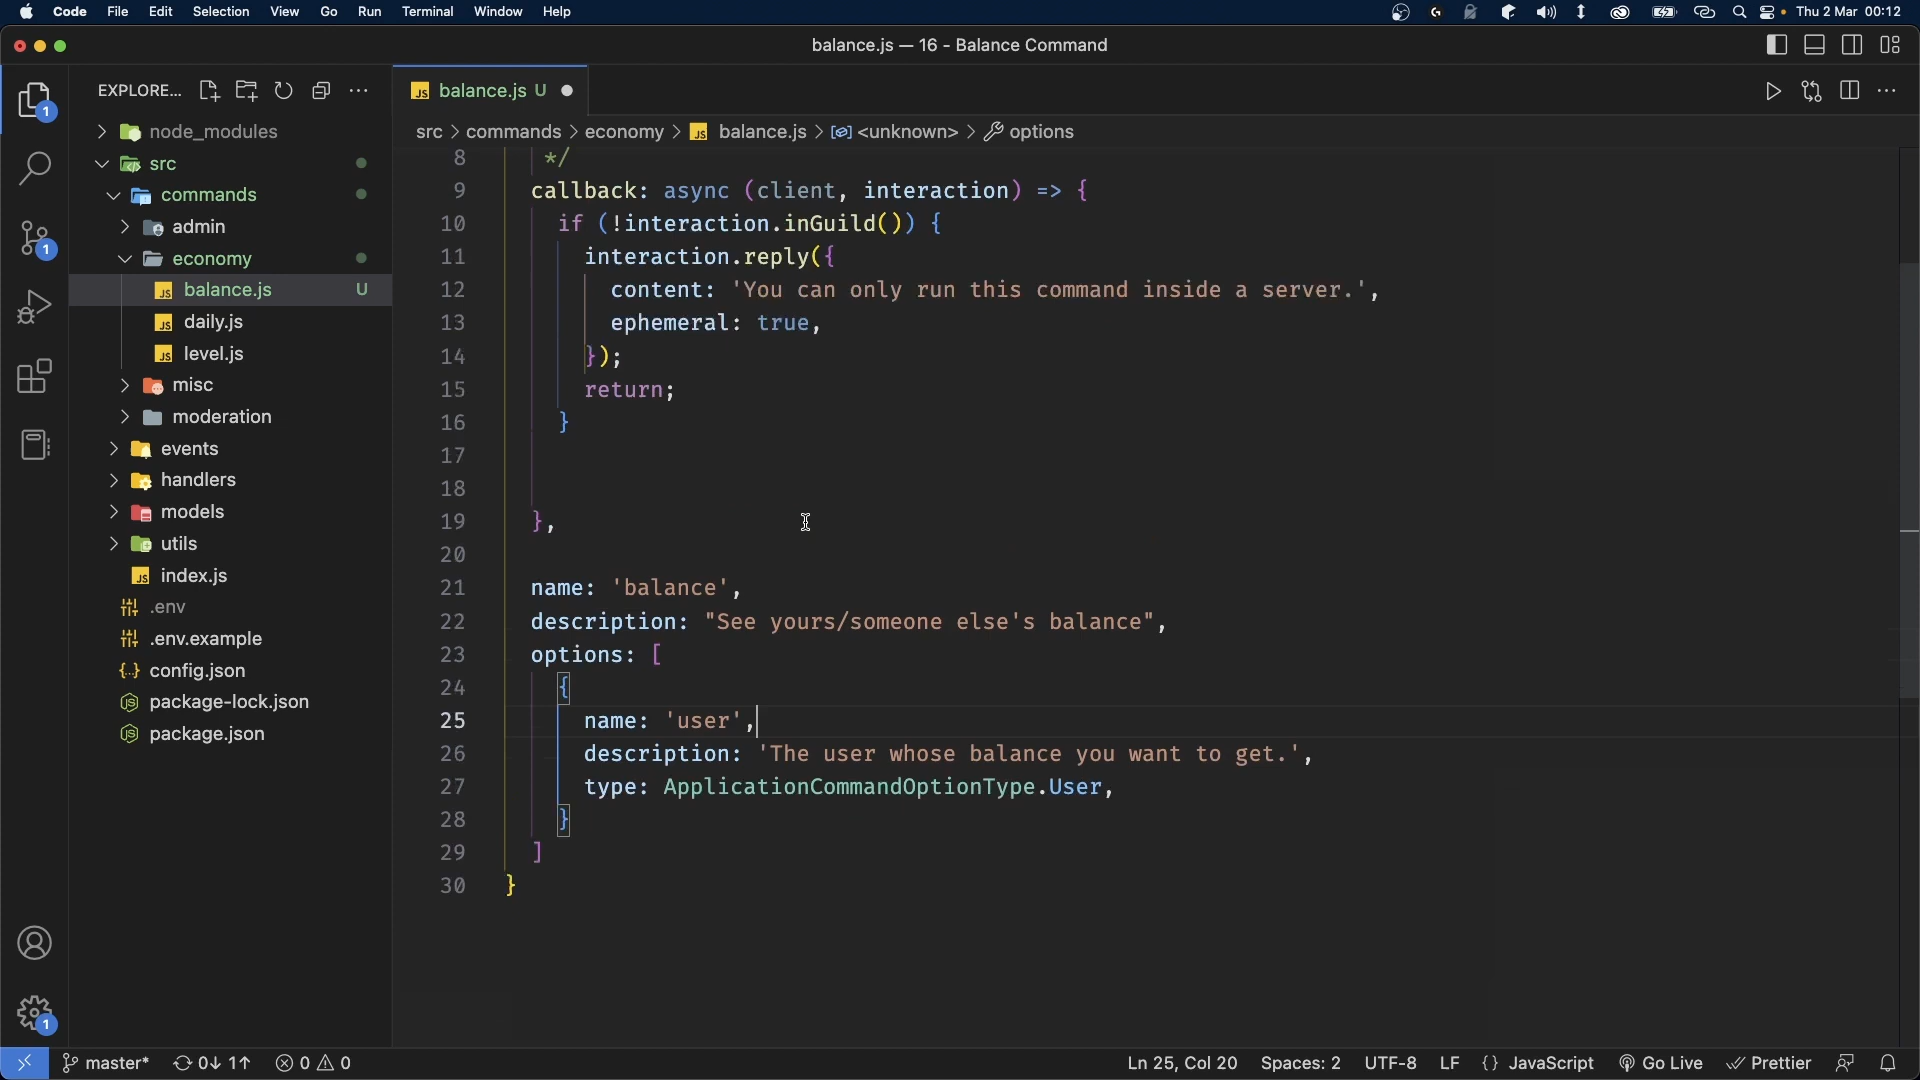 Code File Edit Selection View Go Run Terminal Window Help Thu 2 Mar 00:12
balance.js — 16 - Balance Command
EXPLORE...
node_modules
src
commands
admin
economy
balance.js U
daily.js
level.js
misc
moderation
events
handlers
models
utils
index.js
.env
.env.example
config.json
package-lock.json
package.json
1
1
1
balance.js U
src > commands > economy > balance.js > <unknown> > options
8 */
9 callback: async (client, interaction) => {
10 if (!interaction.inGuild()) {
11 interaction.reply({
12 content: 'You can only run this command inside a server.',
13 ephemeral: true,
14 });
15 return;
16 }
17
18
19 },
20
21 name: 'balance',
22 description: "See yours/someone else's balance",
23 options: [
24 {
25 name: 'user',
26 description: 'The user whose balance you want to get.',
27 type: ApplicationCommandOptionType.User,
28 }
29 ]
30 }
master* 0↓ 1↑ 0 0 Ln 25, Col 20 Spaces: 2 UTF-8 LF {} JavaScript Go Live Prettier